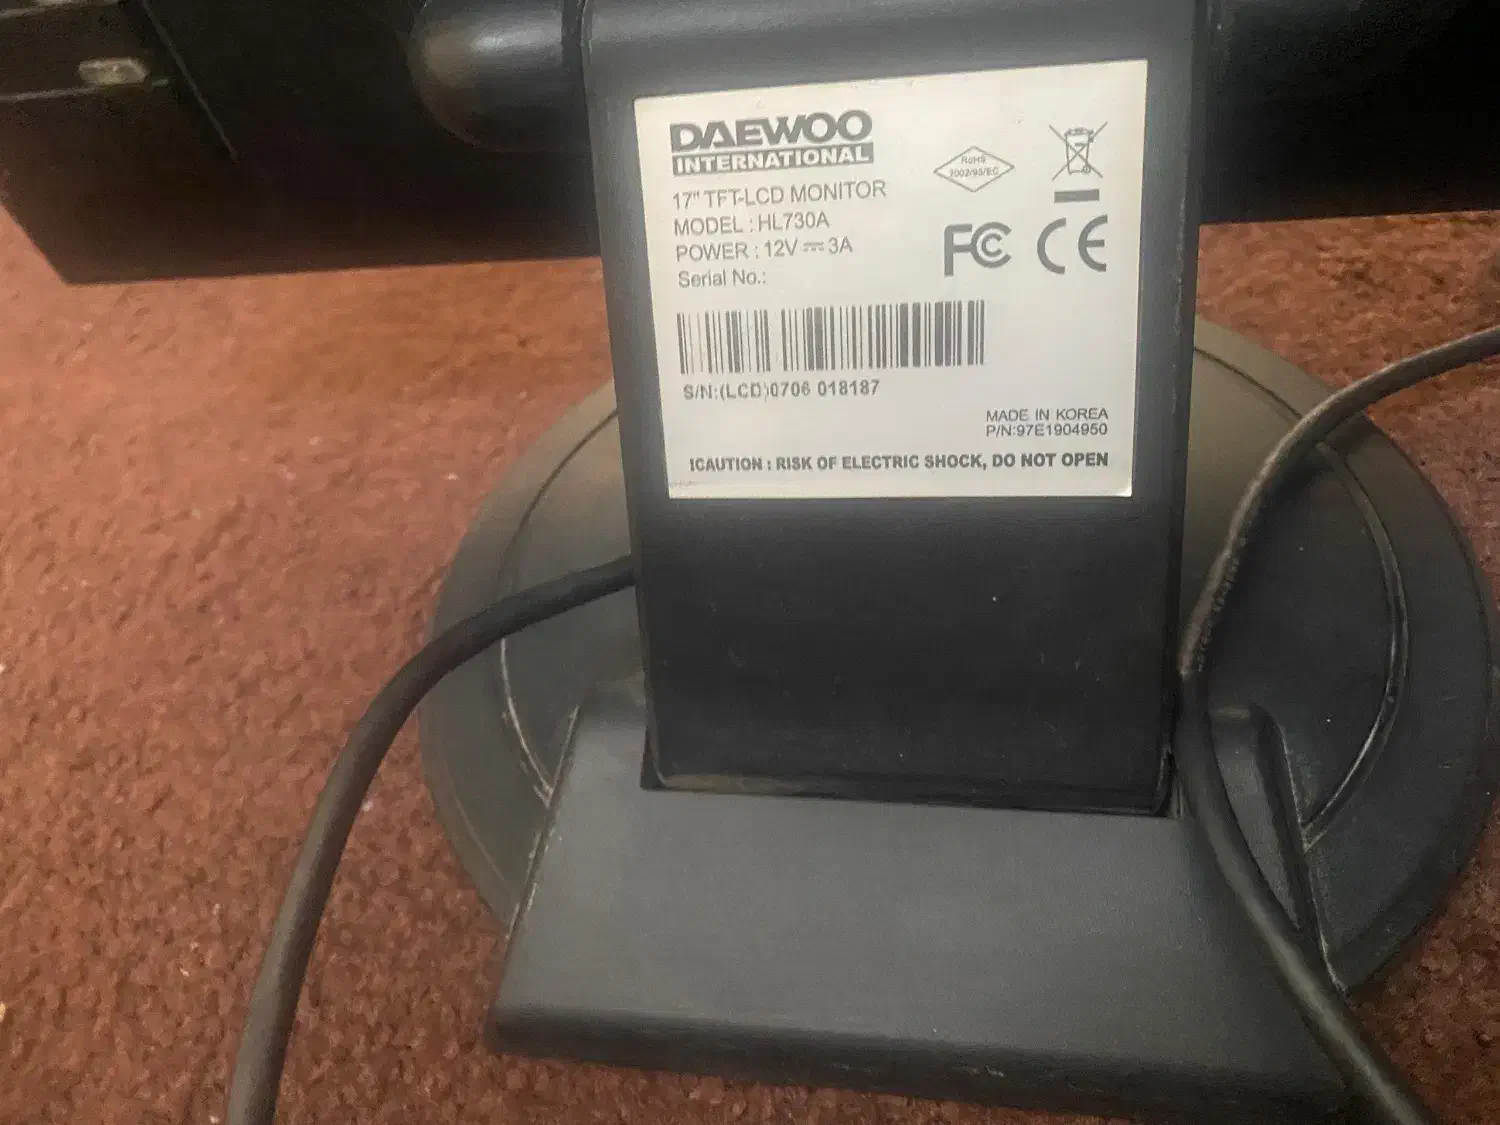 DAEWOO
INTERNATIONAL
17" TFT-LCD MONITOR
MODEL : HL730A
POWER : 12V ⎓ 3A
Serial No.:
RoHS
2002/95/EC
FC CE
S/N:(LCD)0706 018187
MADE IN KOREA
P/N:97E1904950
!CAUTION : RISK OF ELECTRIC SHOCK, DO NOT OPEN